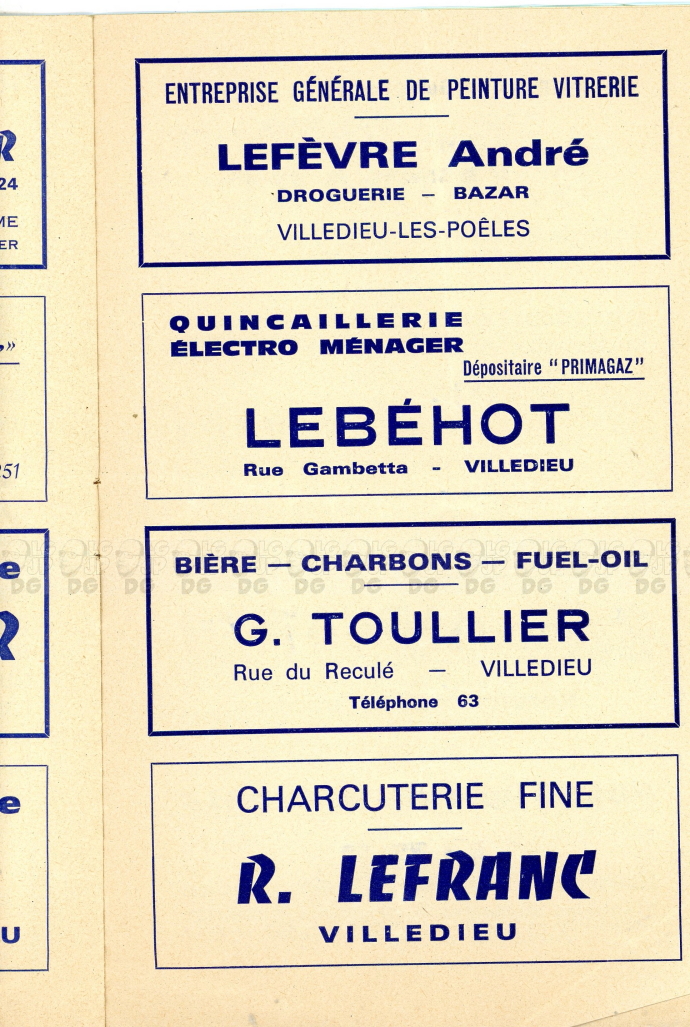 ENTREPRISE GÉNÉRALE DE PEINTURE VITRERIE
LEFÈVRE André
DROGUERIE — BAZAR
VILLEDIEU-LES-POÊLES
QUINCAILLERIE
ÉLECTRO MÉNAGER
Dépositaire "PRIMAGAZ"
LEBÉHOT
Rue Gambetta - VILLEDIEU
BIÈRE — CHARBONS — FUEL-OIL
G. TOULLIER
Rue du Reculé — VILLEDIEU
Téléphone 63
CHARCUTERIE FINE
R. LEFRANC
VILLEDIEU